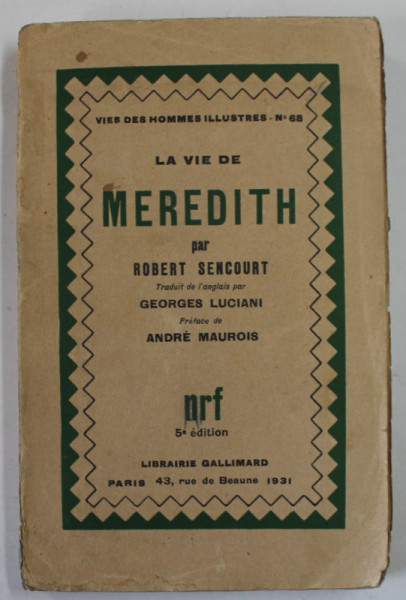 VIES DES HOMMES ILLUSTRES - N° 68
LA VIE DE
MEREDITH
par
ROBERT SENCOURT
Traduit de l'anglais par
GEORGES LUCIANI
Préface de
ANDRÉ MAUROIS
nrf
5e édition
LIBRAIRIE GALLIMARD
PARIS 43, rue de Beaune 1931